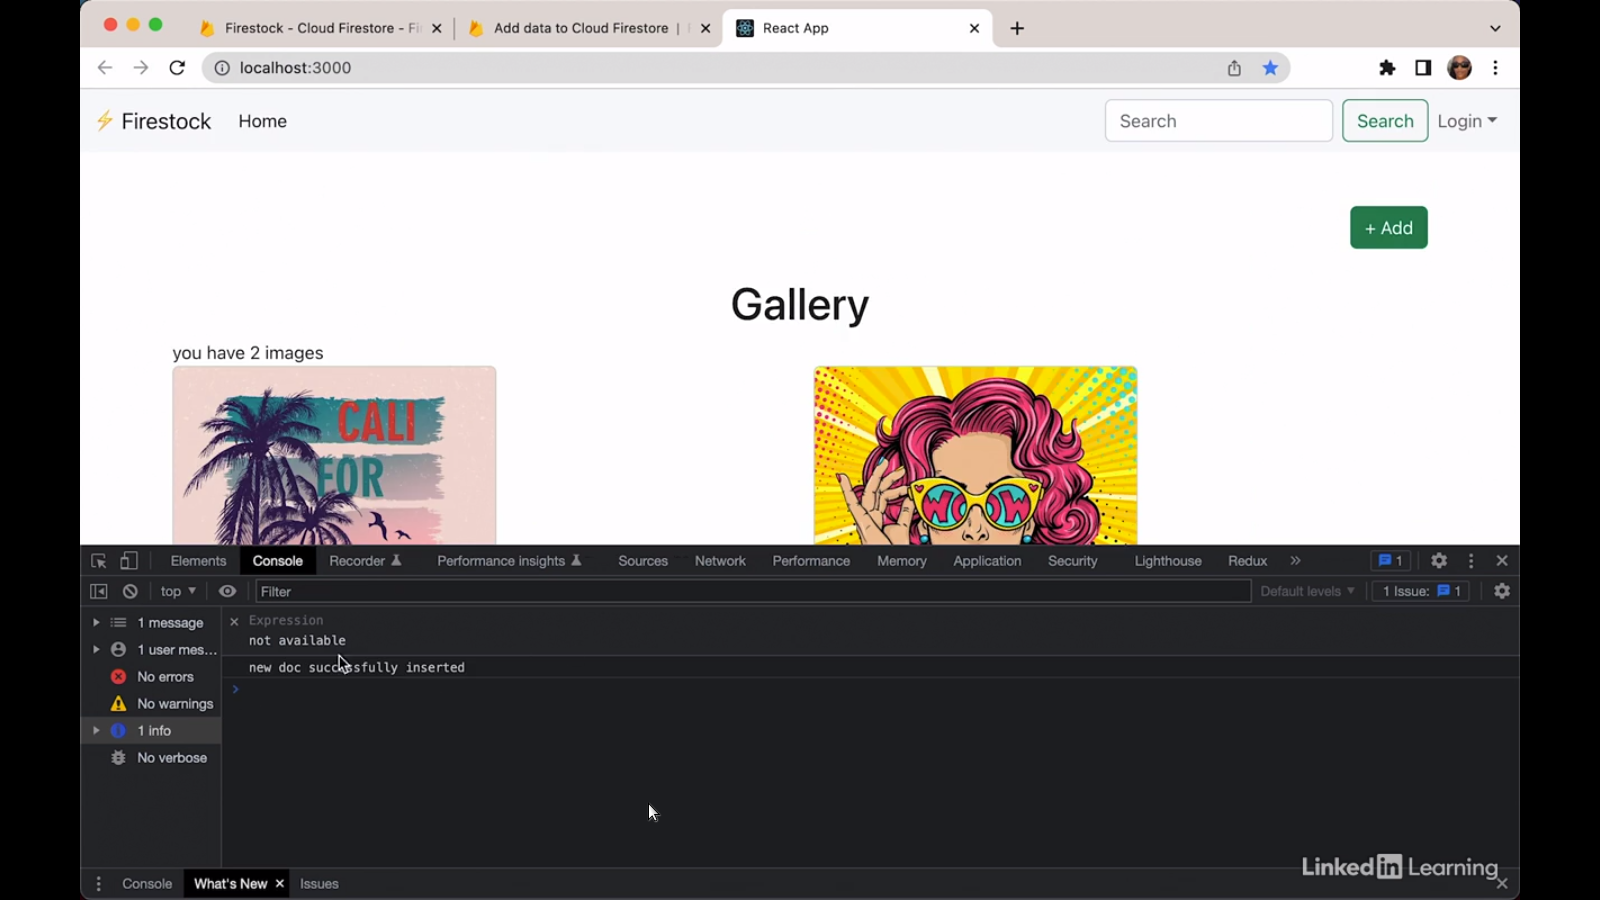 Firestock - Cloud Firestore - Fi
Add data to Cloud Firestore |
React App
localhost:3000
Firestock
Home
Search
Search
Login
+ Add
Gallery
you have 2 images
CALI
FOR
WOW
Elements
Console
Recorder
Performance insights
Sources
Network
Performance
Memory
Application
Security
Lighthouse
Redux
1
top
Filter
Default levels
1 Issue: 1
1 message
1 user mes...
No errors
No warnings
1 info
No verbose
Expression
not available
new doc successfully inserted
LinkedIn Learning
Console
What's New
Issues